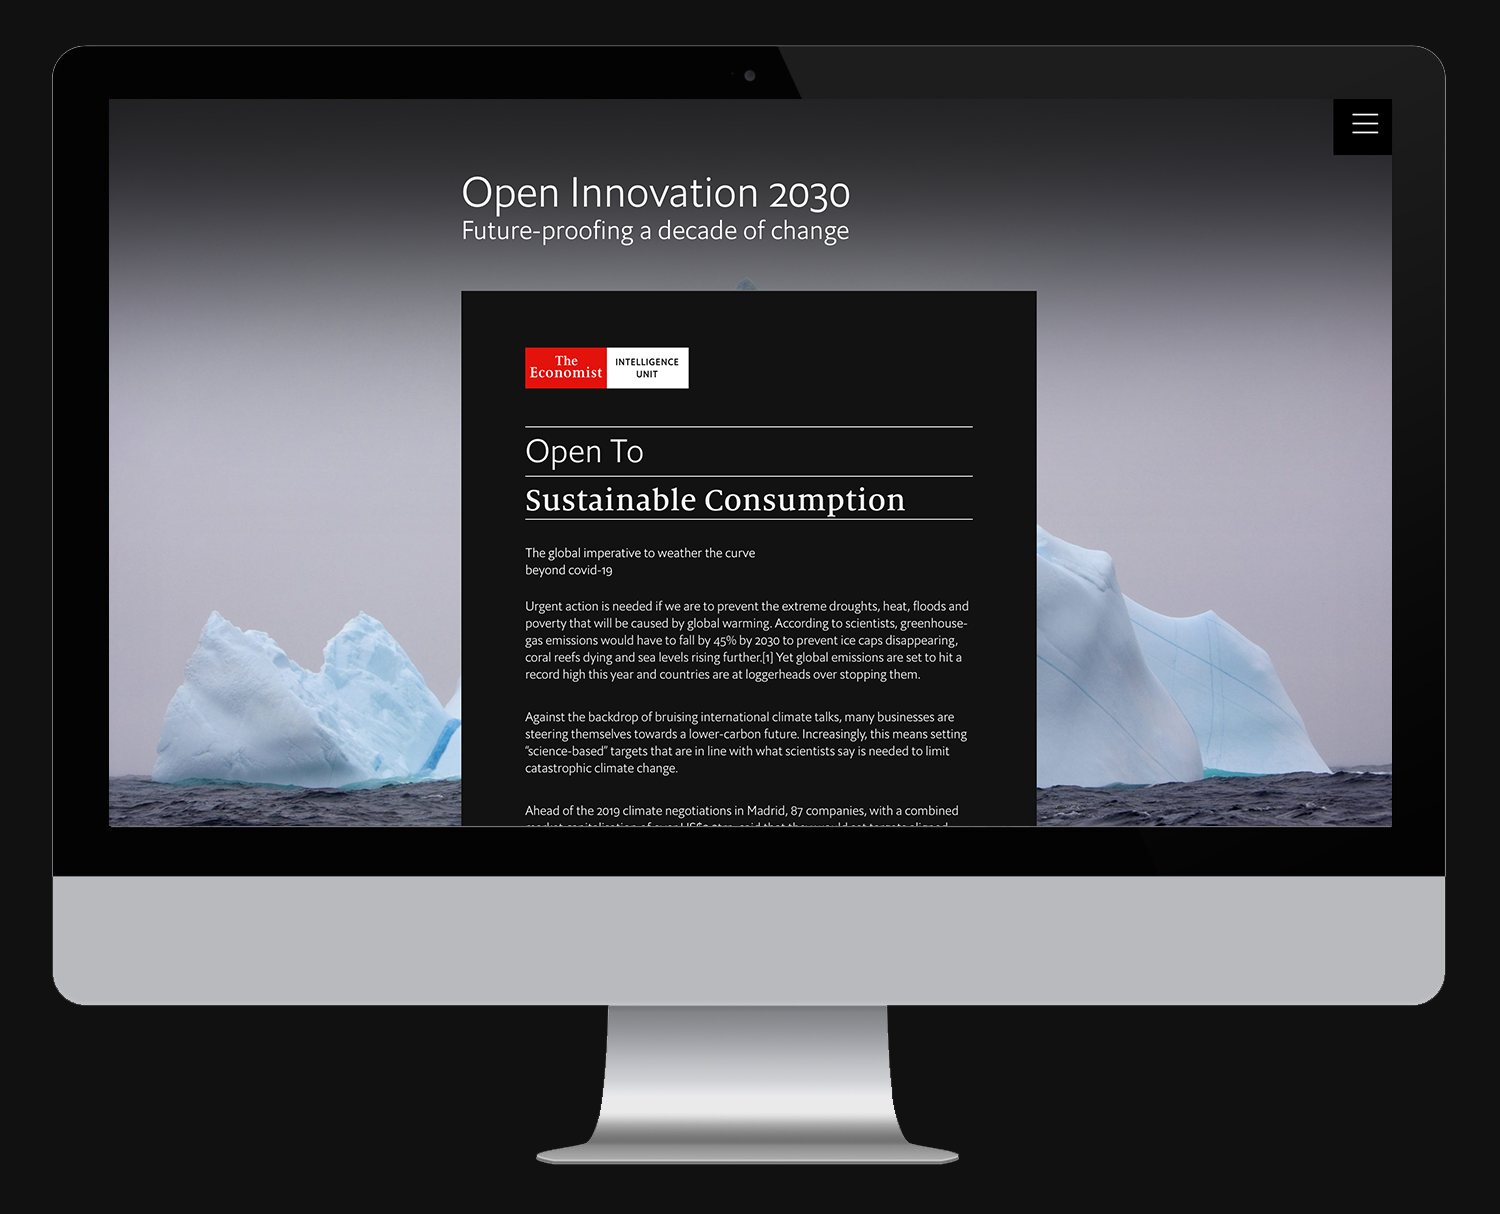 Open Innovation 2030
Future-proofing a decade of change
The
Economist
INTELLIGENCE
UNIT
Open To
Sustainable Consumption
The global imperative to weather the curve
beyond covid-19
Urgent action is needed if we are to prevent the extreme droughts, heat, floods and
poverty that will be caused by global warming. According to scientists, greenhouse-
gas emissions would have to fall by 45% by 2030 to prevent ice caps disappearing,
coral reefs dying and sea levels rising further.[1] Yet global emissions are set to hit a
record high this year and countries are at loggerheads over stopping them.
Against the backdrop of bruising international climate talks, many businesses are
steering themselves towards a lower-carbon future. Increasingly, this means setting
“science-based” targets that are in line with what scientists say is needed to limit
catastrophic climate change.
Ahead of the 2019 climate negotiations in Madrid, 87 companies, with a combined